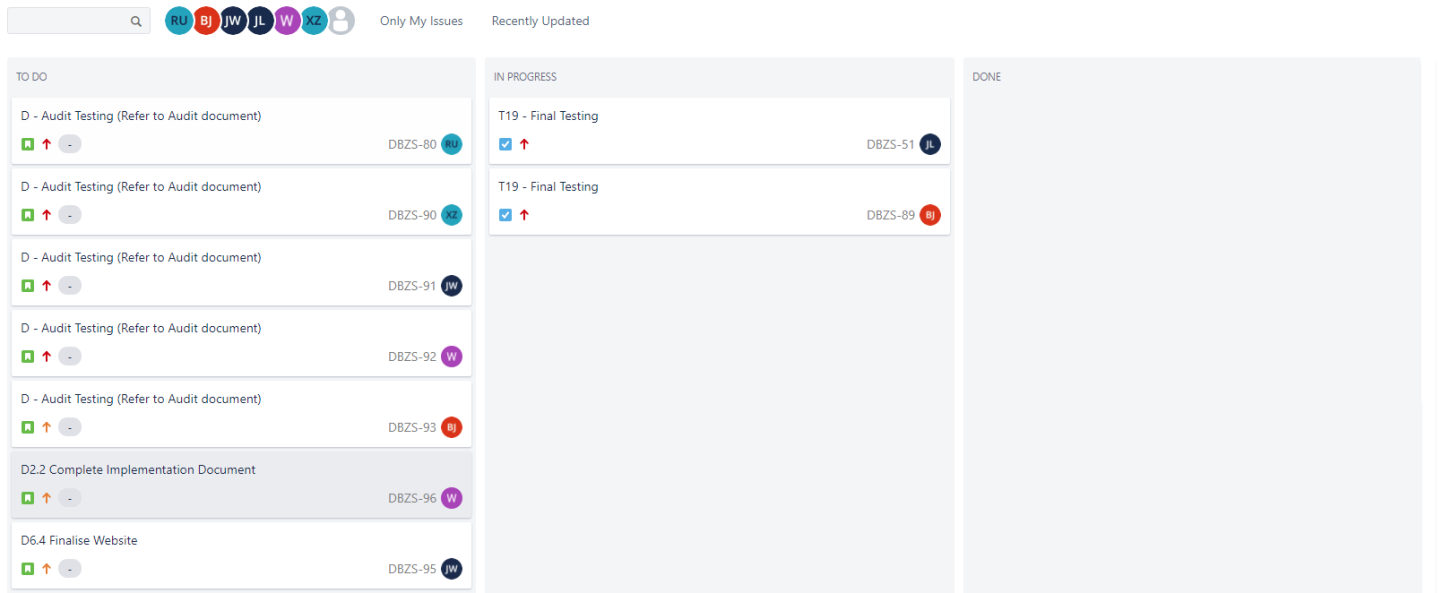 RU BJ JW JL W XZ Only My Issues Recently Updated
TO DO
D - Audit Testing (Refer to Audit document)
- DBZS-80 RU
D - Audit Testing (Refer to Audit document)
- DBZS-90 XZ
D - Audit Testing (Refer to Audit document)
- DBZS-91 JW
D - Audit Testing (Refer to Audit document)
- DBZS-92 W
D - Audit Testing (Refer to Audit document)
- DBZS-93 BJ
D2.2 Complete Implementation Document
- DBZS-96 W
D6.4 Finalise Website
- DBZS-95 JW
IN PROGRESS
T19 - Final Testing
DBZS-51 JL
T19 - Final Testing
DBZS-89 BJ
DONE